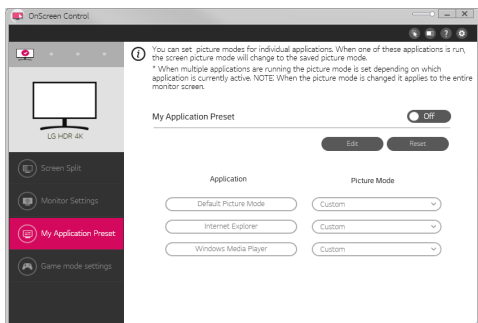 OnScreen Control
You can set picture modes for individual applications. When one of these applications is run,
the screen picture mode will change to the saved picture mode.
* When multiple applications are running the picture mode is set depending on which
application is currently active. NOTE: When the picture mode is changed it applies to the entire
monitor screen.
LG HDR 4K
My Application Preset
Off
Edit
Reset
Screen Split
Monitor Settings
My Application Preset
Game mode settings
Application
Picture Mode
Default Picture Mode
Custom
Internet Explorer
Custom
Windows Media Player
Custom